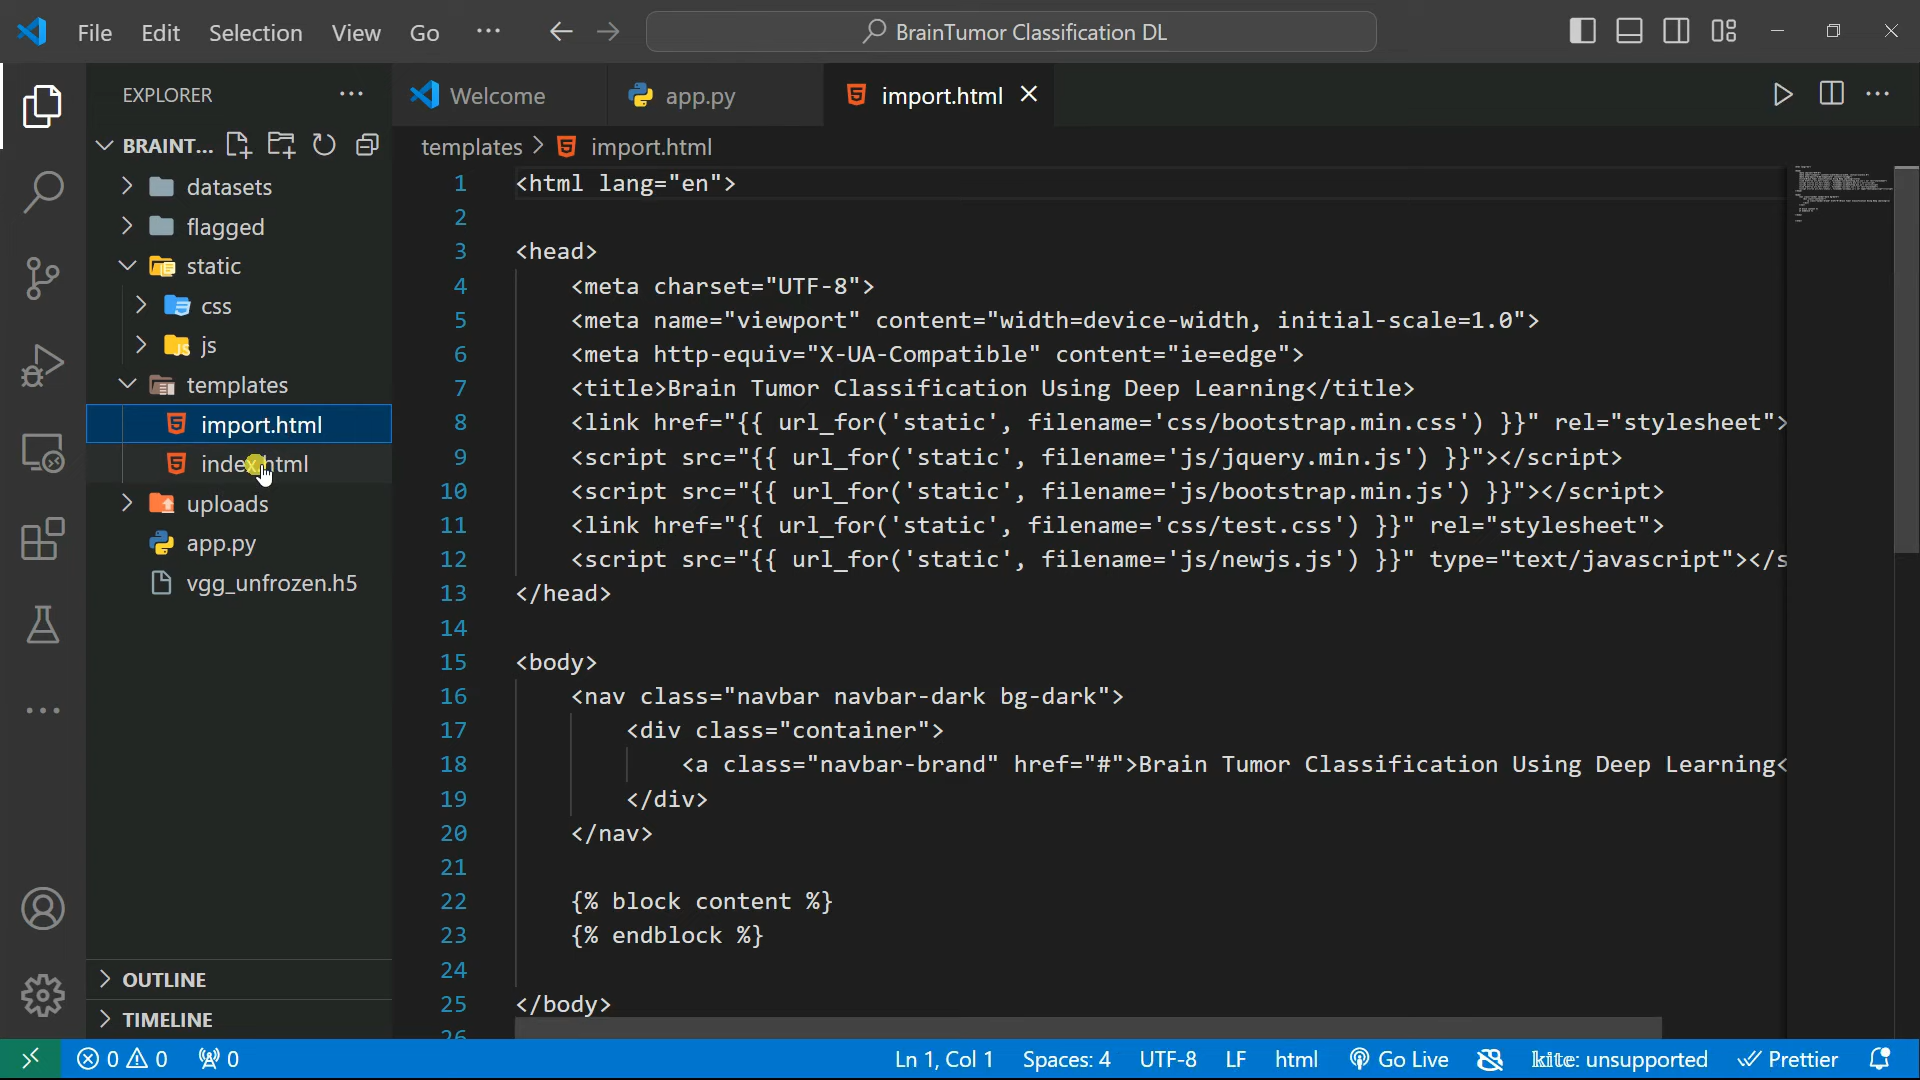 File Edit Selection View Go ··· BrainTumor Classification DL
EXPLORER ···
BRAINT...
datasets
flagged
static
css
js
templates
import.html
index.html
uploads
app.py
vgg_unfrozen.h5
OUTLINE
TIMELINE
Welcome app.py import.html
templates > import.html
1 <html lang="en">
2
3 <head>
4 <meta charset="UTF-8">
5 <meta name="viewport" content="width=device-width, initial-scale=1.0">
6 <meta http-equiv="X-UA-Compatible" content="ie=edge">
7 <title>Brain Tumor Classification Using Deep Learning</title>
8 <link href="{{ url_for('static', filename='css/bootstrap.min.css') }}" rel="stylesheet">
9 <script src="{{ url_for('static', filename='js/jquery.min.js') }}"></script>
10 <script src="{{ url_for('static', filename='js/bootstrap.min.js') }}"></script>
11 <link href="{{ url_for('static', filename='css/test.css') }}" rel="stylesheet">
12 <script src="{{ url_for('static', filename='js/newjs.js') }}" type="text/javascript"></s
13 </head>
14
15 <body>
16 <nav class="navbar navbar-dark bg-dark">
17 <div class="container">
18 <a class="navbar-brand" href="#">Brain Tumor Classification Using Deep Learning<
19 </div>
20 </nav>
21
22 {% block content %}
23 {% endblock %}
24
25 </body>
26
0 0 0 Ln 1, Col 1 Spaces: 4 UTF-8 LF html Go Live kite: unsupported Prettier